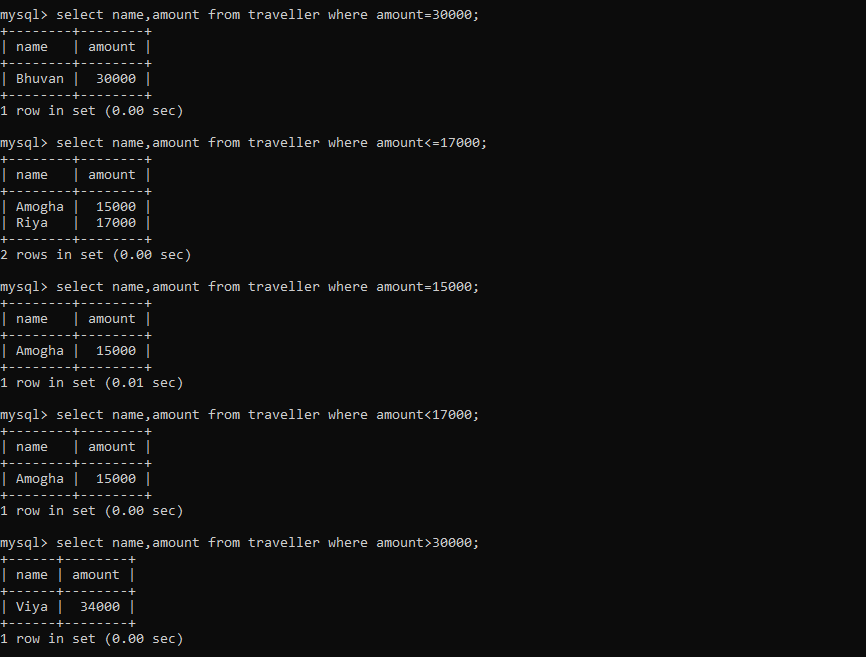 mysql> select name,amount from traveller where amount=30000;
+--------+--------+
| name   | amount |
+--------+--------+
| Bhuvan |  30000 |
+--------+--------+
1 row in set (0.00 sec)

mysql> select name,amount from traveller where amount<=17000;
+--------+--------+
| name   | amount |
+--------+--------+
| Amogha |  15000 |
| Riya   |  17000 |
+--------+--------+
2 rows in set (0.00 sec)

mysql> select name,amount from traveller where amount=15000;
+--------+--------+
| name   | amount |
+--------+--------+
| Amogha |  15000 |
+--------+--------+
1 row in set (0.01 sec)

mysql> select name,amount from traveller where amount<17000;
+--------+--------+
| name   | amount |
+--------+--------+
| Amogha |  15000 |
+--------+--------+
1 row in set (0.00 sec)

mysql> select name,amount from traveller where amount>30000;
+------+--------+
| name | amount |
+------+--------+
| Viya |  34000 |
+------+--------+
1 row in set (0.00 sec)